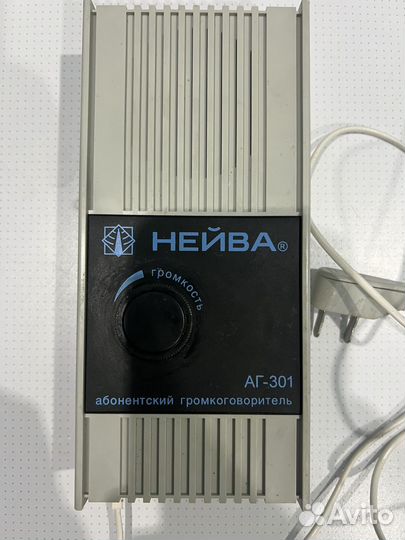 НЕЙВА®
громкость
АГ-301
абонентский громкоговоритель
Avito